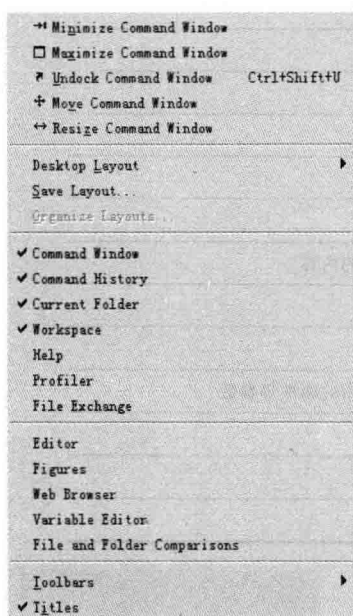 Minimize Command Window
Maximize Command Window
Undock Command Window Ctrl+Shift+U
Move Command Window
Resize Command Window
Desktop Layout
Save Layout...
Organize Layouts...
Command Window
Command History
Current Folder
Workspace
Help
Profiler
File Exchange
Editor
Figures
Web Browser
Variable Editor
File and Folder Comparisons
Toolbars
Titles